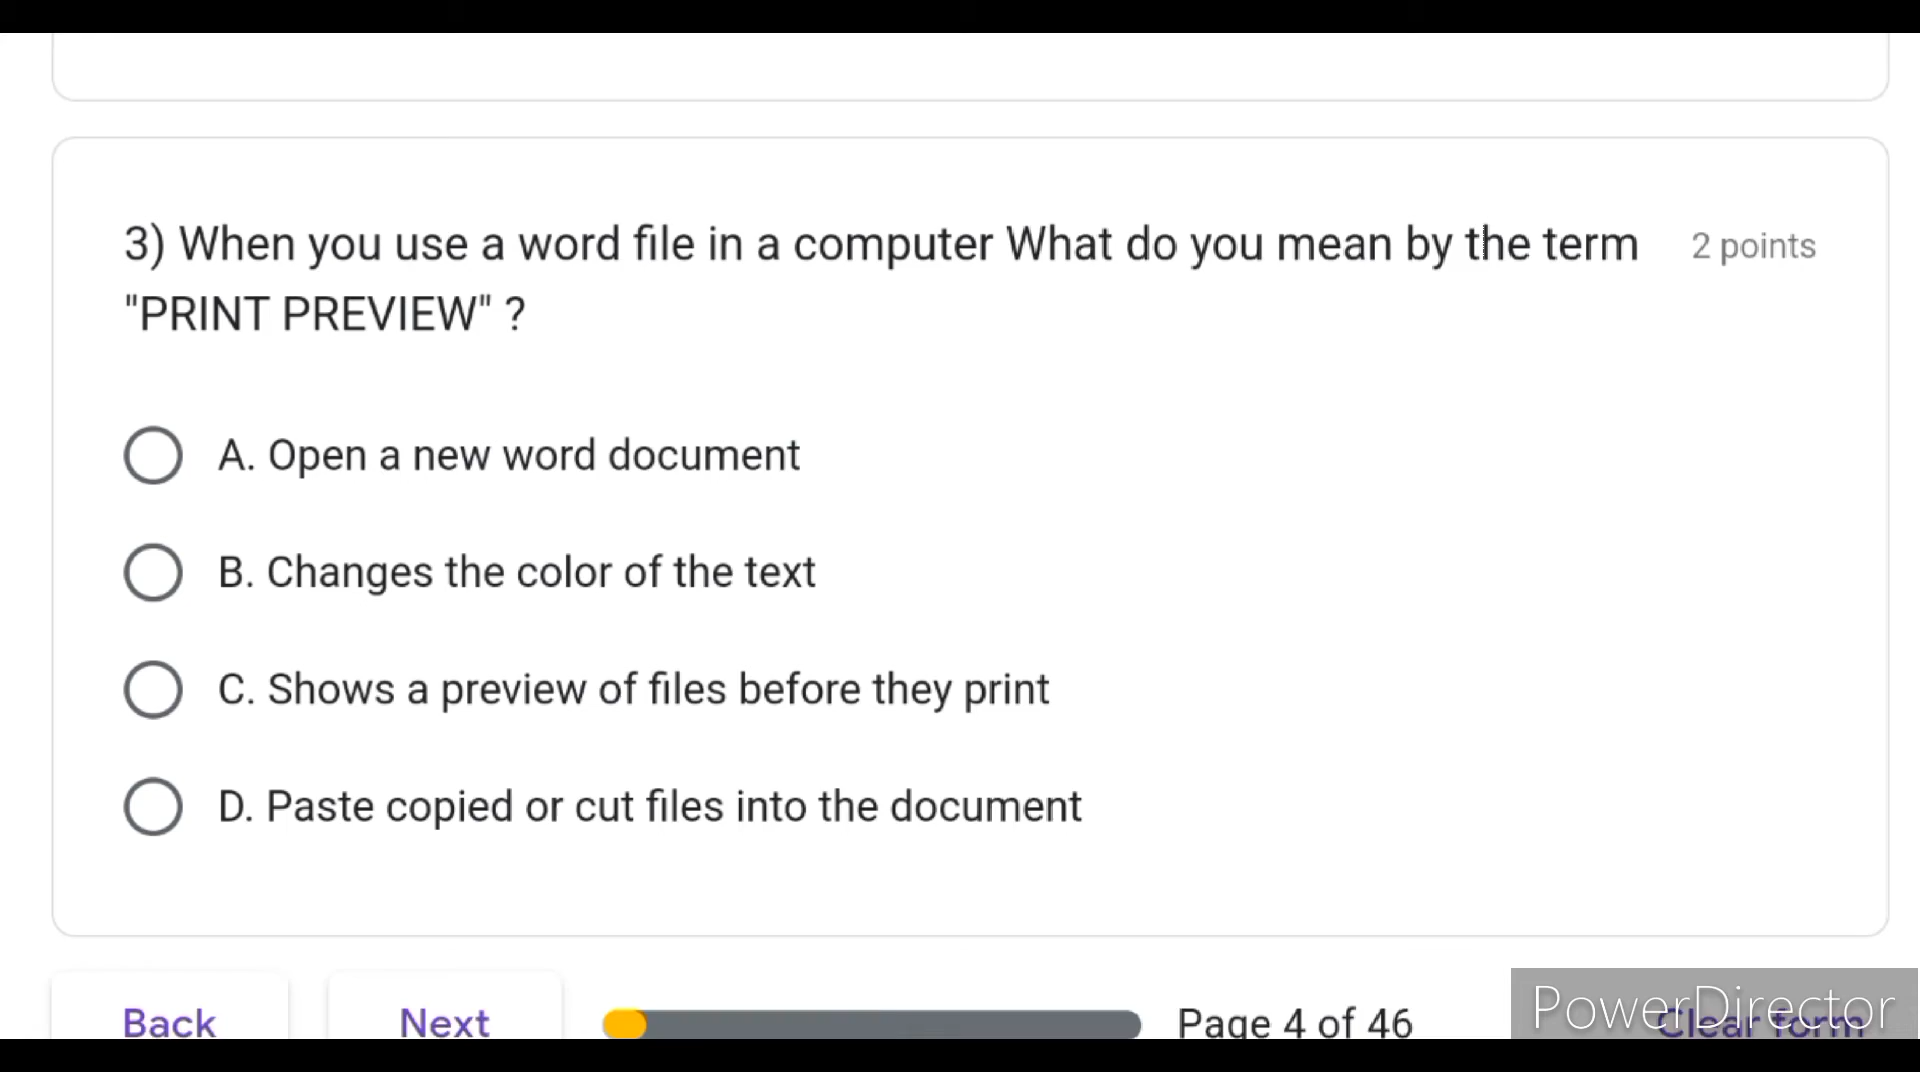 3) When you use a word file in a computer What do you mean by the term
2 points
"PRINT PREVIEW" ?
A. Open a new word document
B. Changes the color of the text
C. Shows a preview of files before they print
D. Paste copied or cut files into the document
Back
Next
Page 4 of 46
Clear form
PowerDirector